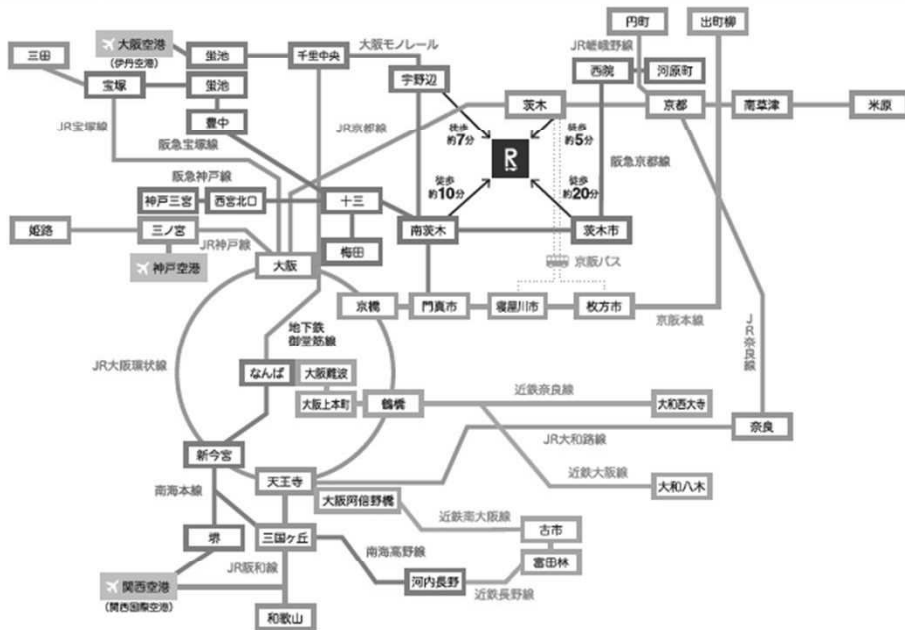 円町
出町柳
大阪空港
(伊丹空港)
三田
蛍池
千里中央
大阪モノレール
JR嵯峨野線
宝塚
蛍池
宇野辺
西院
河原町
豊中
茨木
京都
南草津
米原
JR宝塚線
JR京都線
徒歩
約7分
徒歩
約5分
阪急宝塚線
R
阪急京都線
阪急神戸線
徒歩
約10分
徒歩
約20分
神戸三宮
西宮北口
十三
姫路
三ノ宮
JR神戸線
南茨木
茨木市
梅田
神戸空港
大阪
京阪バス
京橋
門真市
寝屋川市
枚方市
京阪本線
地下鉄
御堂筋線
JR奈良線
JR大阪環状線
なんば
大阪難波
近鉄奈良線
大阪上本町
鶴橋
大和西大寺
奈良
JR大和路線
新今宮
近鉄大阪線
天王寺
大和八木
南海本線
大阪阿倍野橋
近鉄南大阪線
古市
堺
三国ヶ丘
南海高野線
富田林
JR阪和線
関西空港
(関西国際空港)
河内長野
近鉄長野線
和歌山